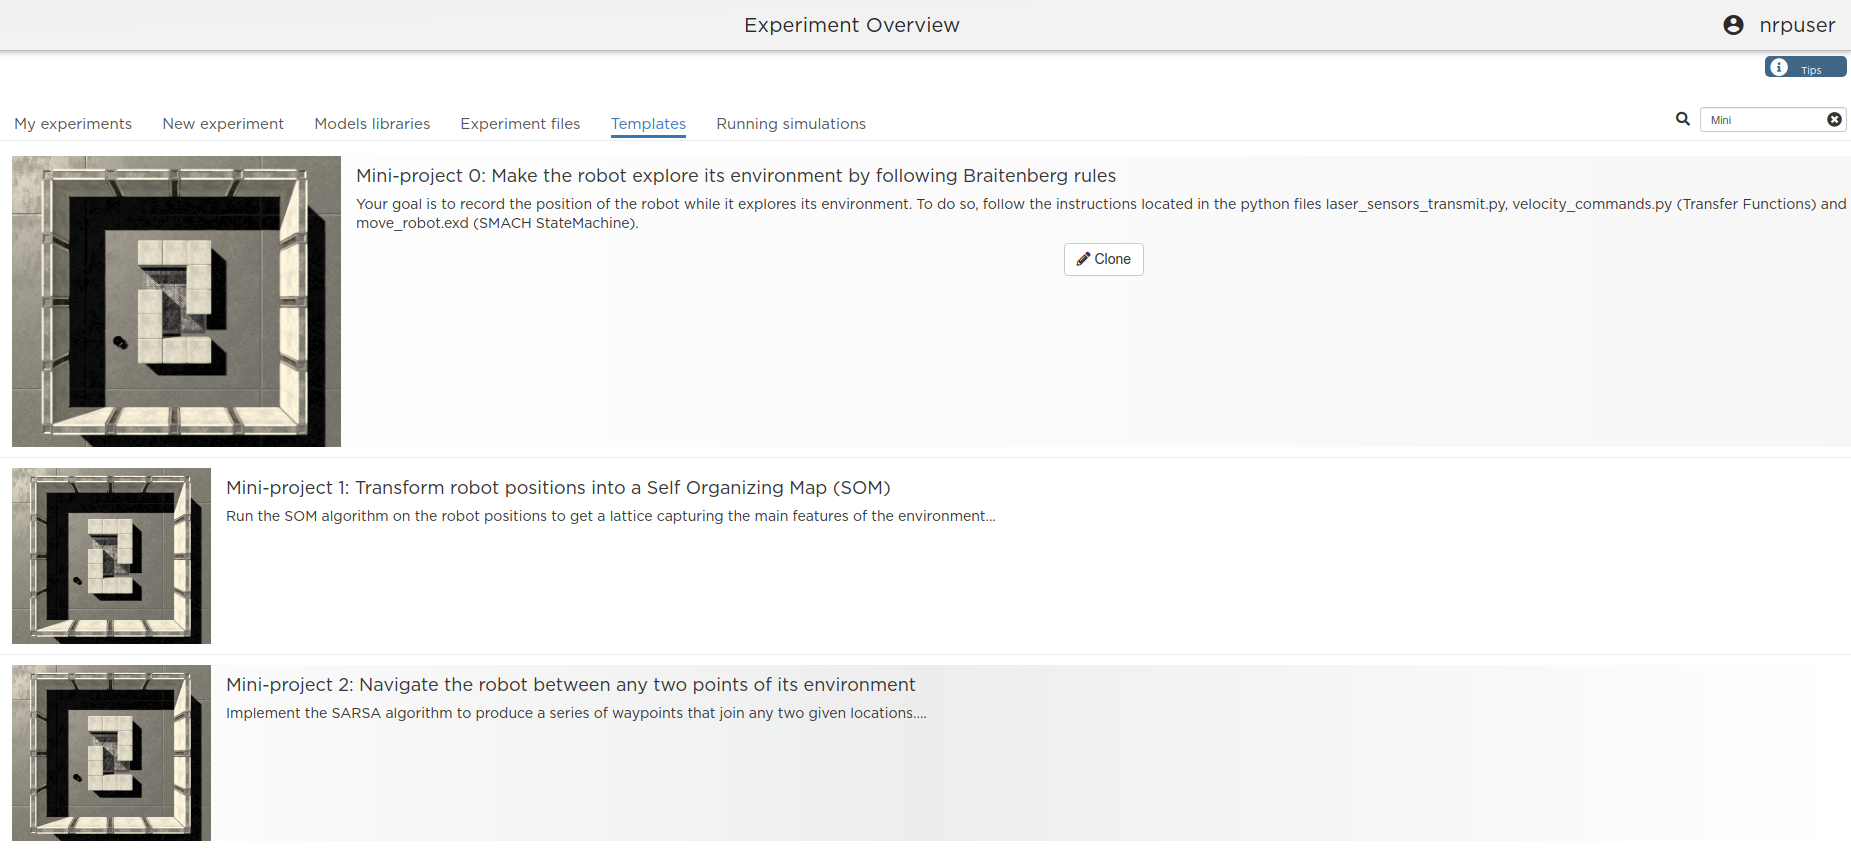 Experiment Overview
nrpuser
Tips
My experiments New experiment Models libraries Experiment files Templates Running simulations
Mini
Mini-project 0: Make the robot explore its environment by following Braitenberg rules
Your goal is to record the position of the robot while it explores its environment. To do so, follow the instructions located in the python files laser_sensors_transmit.py, velocity_commands.py (Transfer Functions) and
move_robot.exd (SMACH StateMachine).
Clone
Mini-project 1: Transform robot positions into a Self Organizing Map (SOM)
Run the SOM algorithm on the robot positions to get a lattice capturing the main features of the environment...
Mini-project 2: Navigate the robot between any two points of its environment
Implement the SARSA algorithm to produce a series of waypoints that join any two given locations....